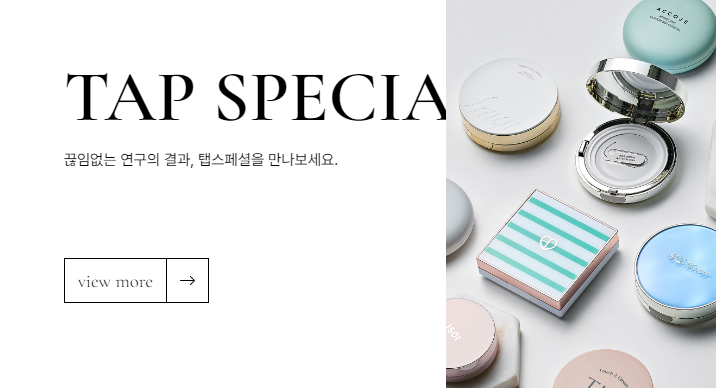 TAP SPECIA
끊임없는 연구의 결과, 탭스페셜을 만나보세요.
view more →
ACCOJE